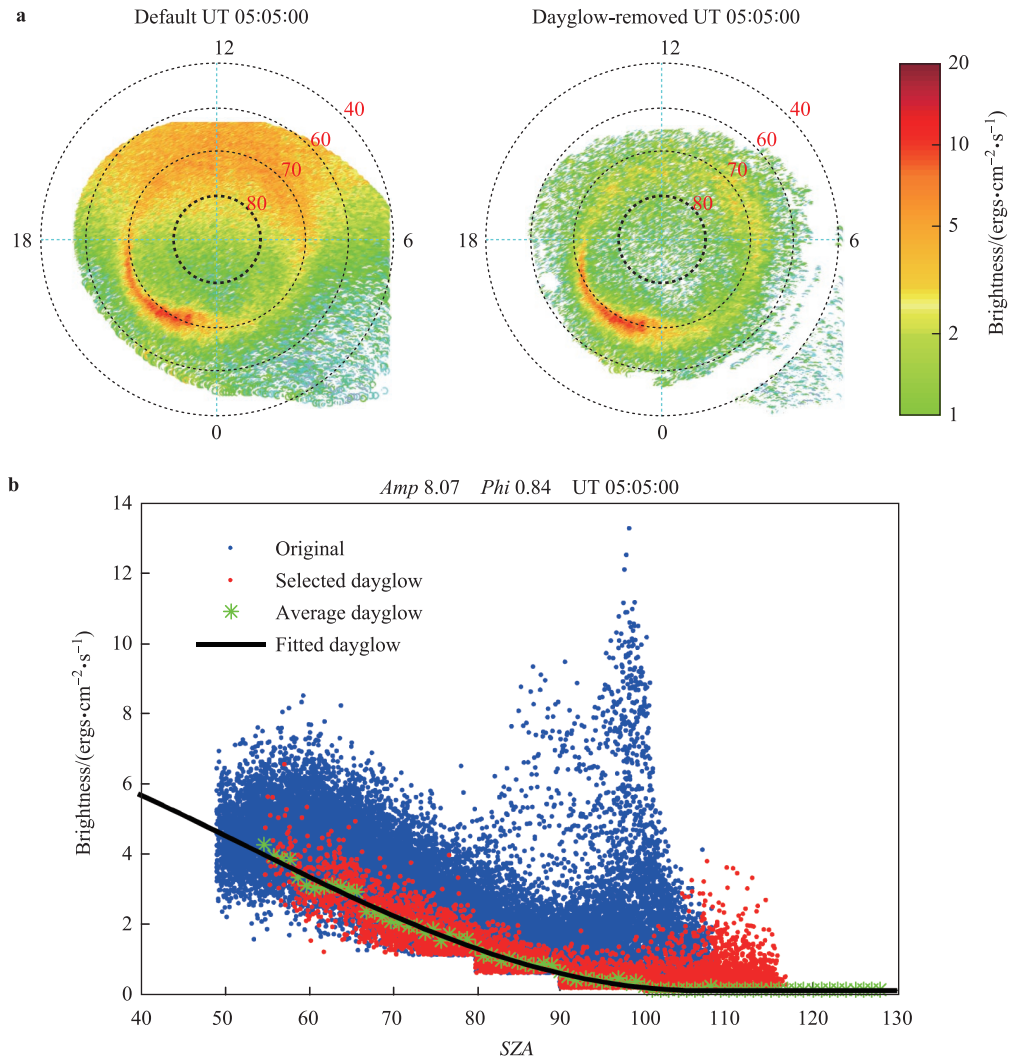 a
Default UT 05:05:00
Dayglow-removed UT 05:05:00
12
40
60
70
80
18
6
0
12
40
60
70
80
18
6
0
20
10
5
2
1
Brightness/(ergs•cm−2•s−1)
b
Amp 8.07 Phi 0.84 UT 05:05:00
14
12
10
8
6
4
2
0
Brightness/(ergs•cm−2•s−1)
Original
Selected dayglow
Average dayglow
Fitted dayglow
40 50 60 70 80 90 100 110 120 130
SZA